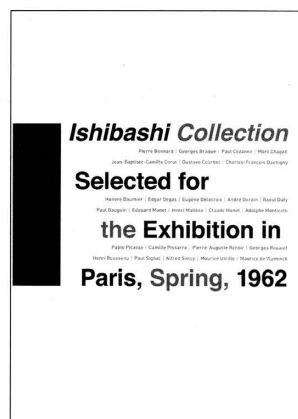 Ishibashi Collection
Pierre Bonnard | Georges Braque | Paul Cézanne | Marc Chagall
Jean-Baptiste-Camille Corot | Gustave Courbet | Charles-François Daubigny
Selected for
Honoré Daumier | Edgar Degas | Eugène Delacroix | André Derain | Raoul Dufy
Paul Gauguin | Edouard Manet | Henri Matisse | Claude Monet | Adolphe Monticelli
the Exhibition in
Pablo Picasso | Camille Pissarro | Pierre-Auguste Renoir | Georges Rouault
Henri Rousseau | Paul Signac | Alfred Sisley | Maurice Utrillo | Maurice de Vlaminck
Paris, Spring, 1962